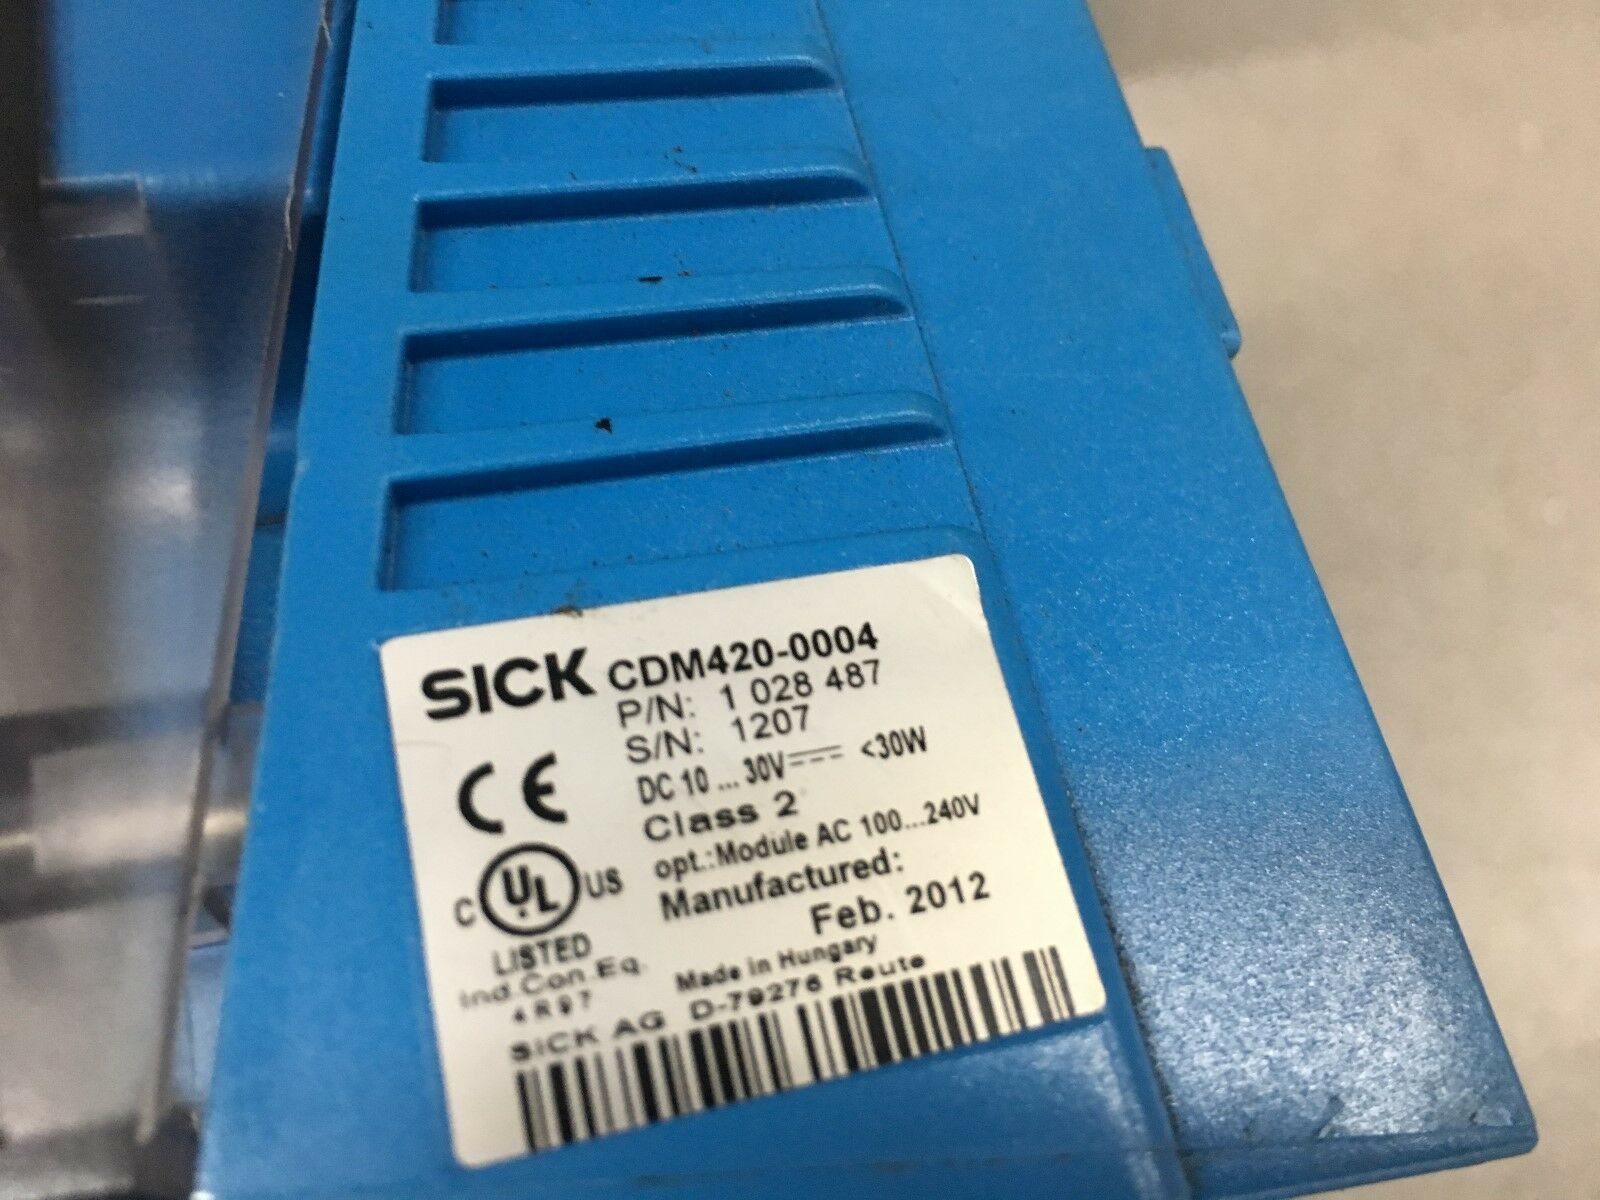 SICK CDM420-0004
P/N: 1 028 487
S/N: 1207
DC 10 ... 30V <30W
Class 2
opt.:Module AC 100...240V
Manufactured:
Feb. 2012
CE
C UL US
LISTED
Ind.Con.Eq.
4R97
Made in Hungary
SICK AG D-79276 Reute